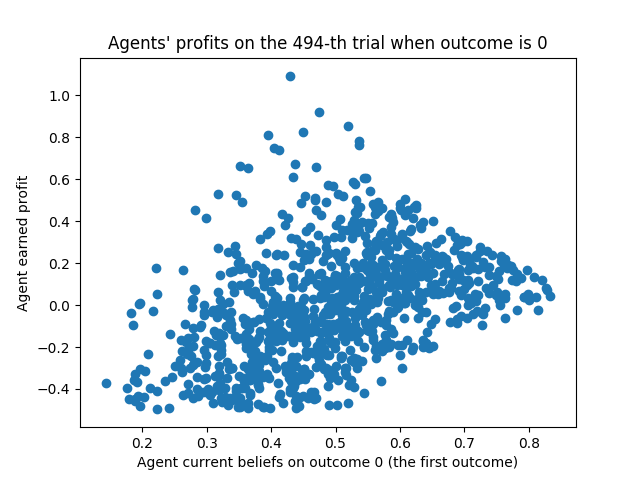 Agents' profits on the 494-th trial when outcome is 0
1.0
0.8
0.6
0.4
0.2
0.0
−0.2
−0.4
Agent earned profit
0.2 0.3 0.4 0.5 0.6 0.7 0.8
Agent current beliefs on outcome 0 (the first outcome)